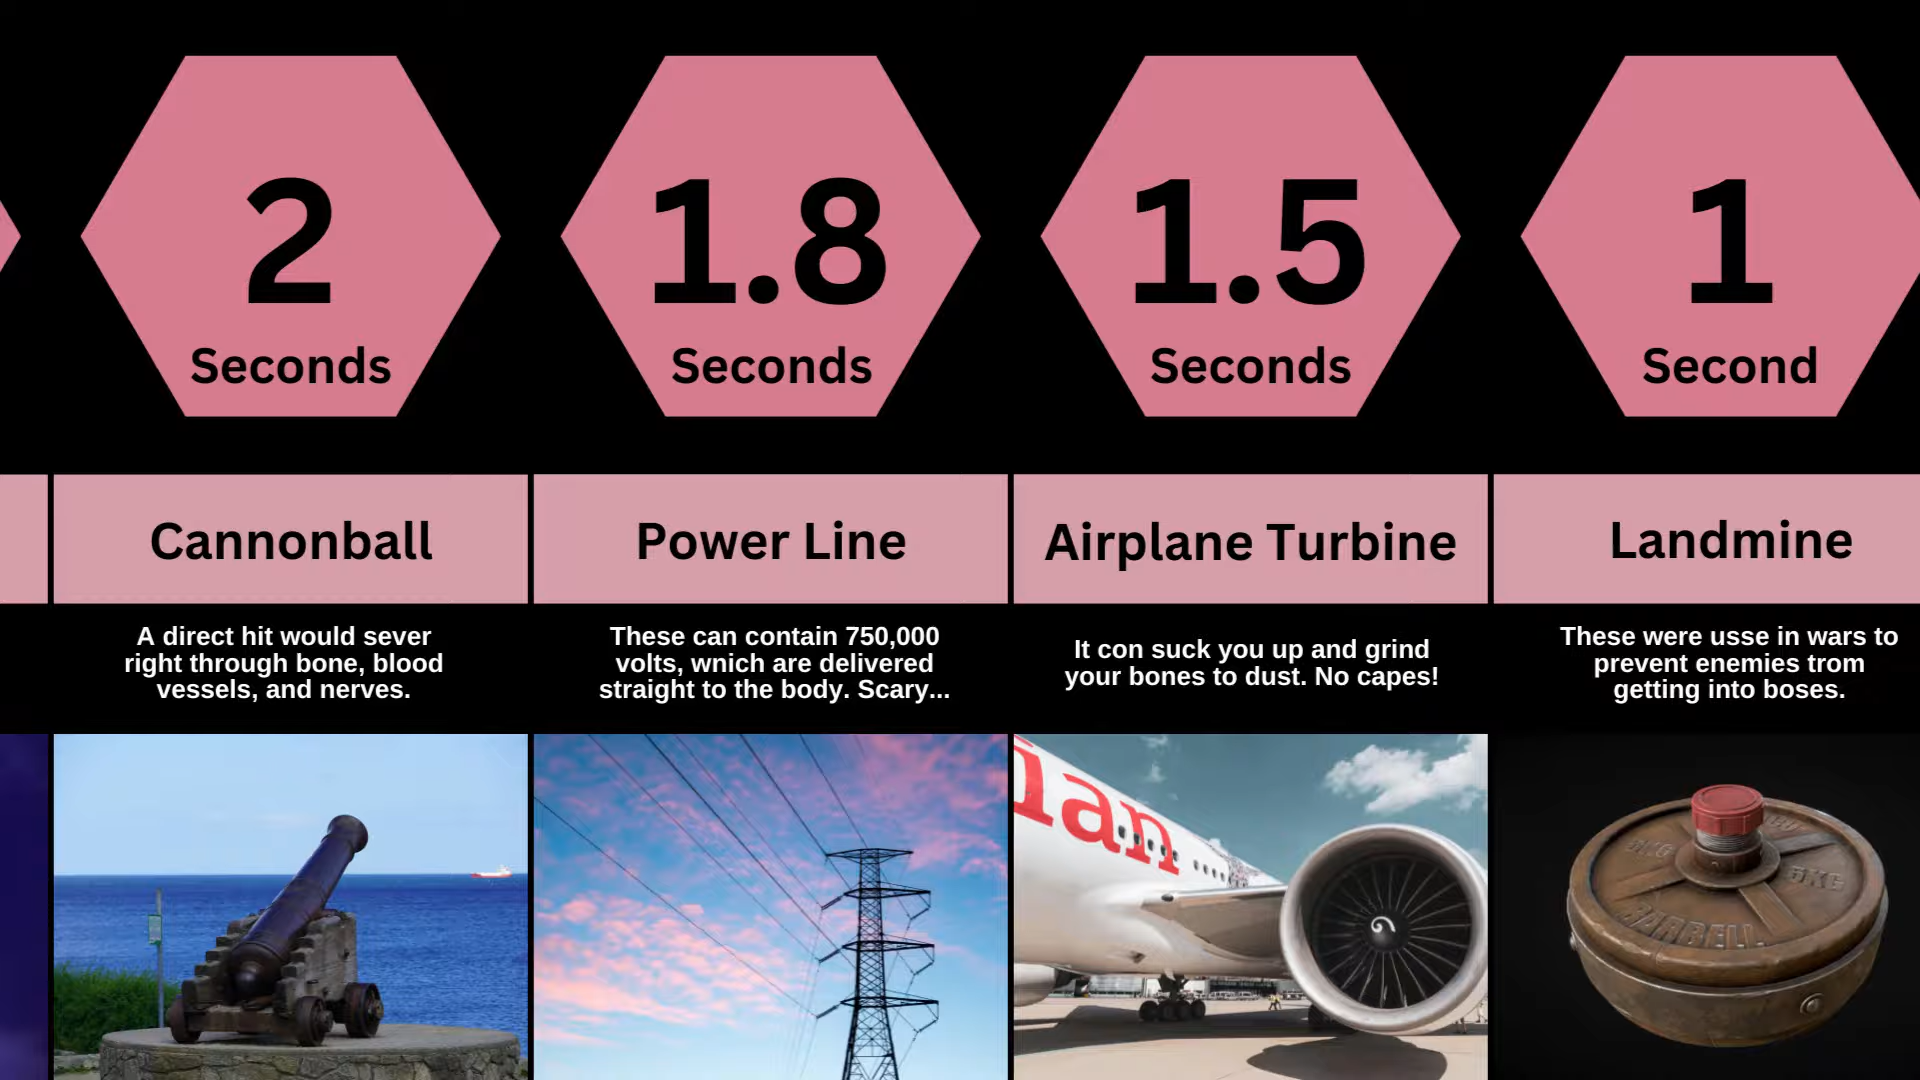 2
Seconds
Cannonball
A direct hit would sever
right through bone, blood
vessels, and nerves.
1.8
Seconds
Power Line
These can contain 750,000
volts, wnich are delivered
straight to the body. Scary...
1.5
Seconds
Airplane Turbine
It con suck you up and grind
your bones to dust. No capes!
ian
1
Second
Landmine
These were usse in wars to
prevent enemies trom
getting into boses.
6KG
BARBELL